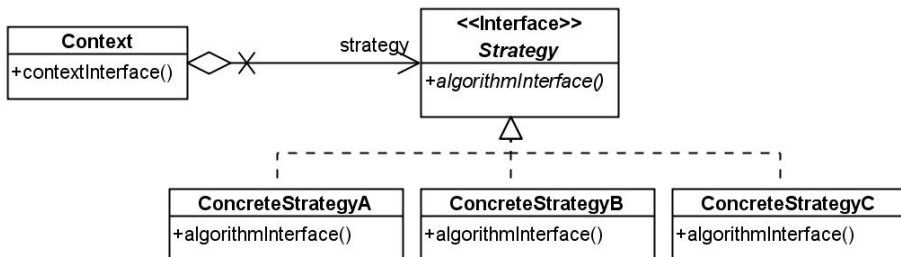 Context
+contextInterface()
strategy
<<Interface>>
Strategy
+algorithmInterface()
ConcreteStrategyA
+algorithmInterface()
ConcreteStrategyB
+algorithmInterface()
ConcreteStrategyC
+algorithmInterface()